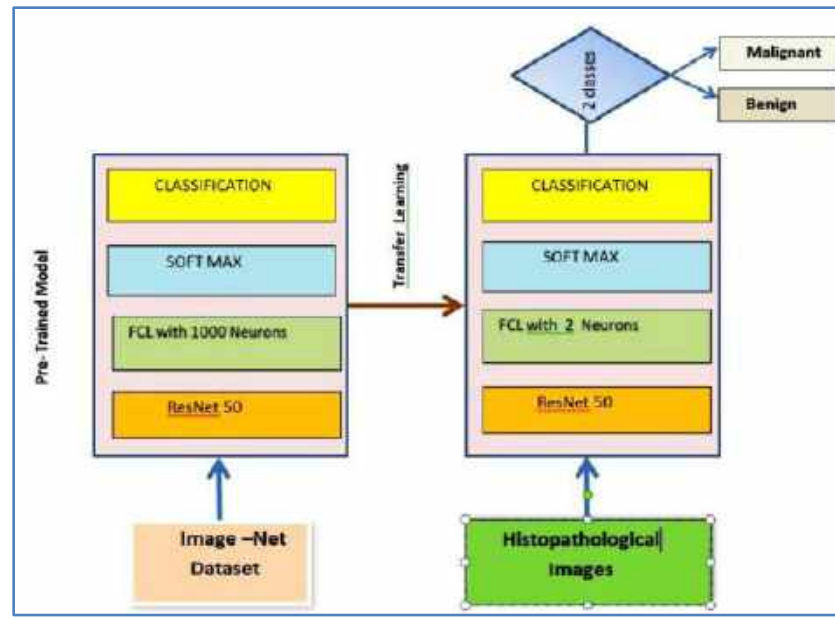 2 classes
Malignant
Benign
Pre-Trained Model
CLASSIFICATION
SOFT MAX
FCL with 1000 Neurons
ResNet 50
Transfer Learning
CLASSIFICATION
SOFT MAX
FCL with 2 Neurons
ResNet 50
Image –Net
Dataset
Histopathological
Images